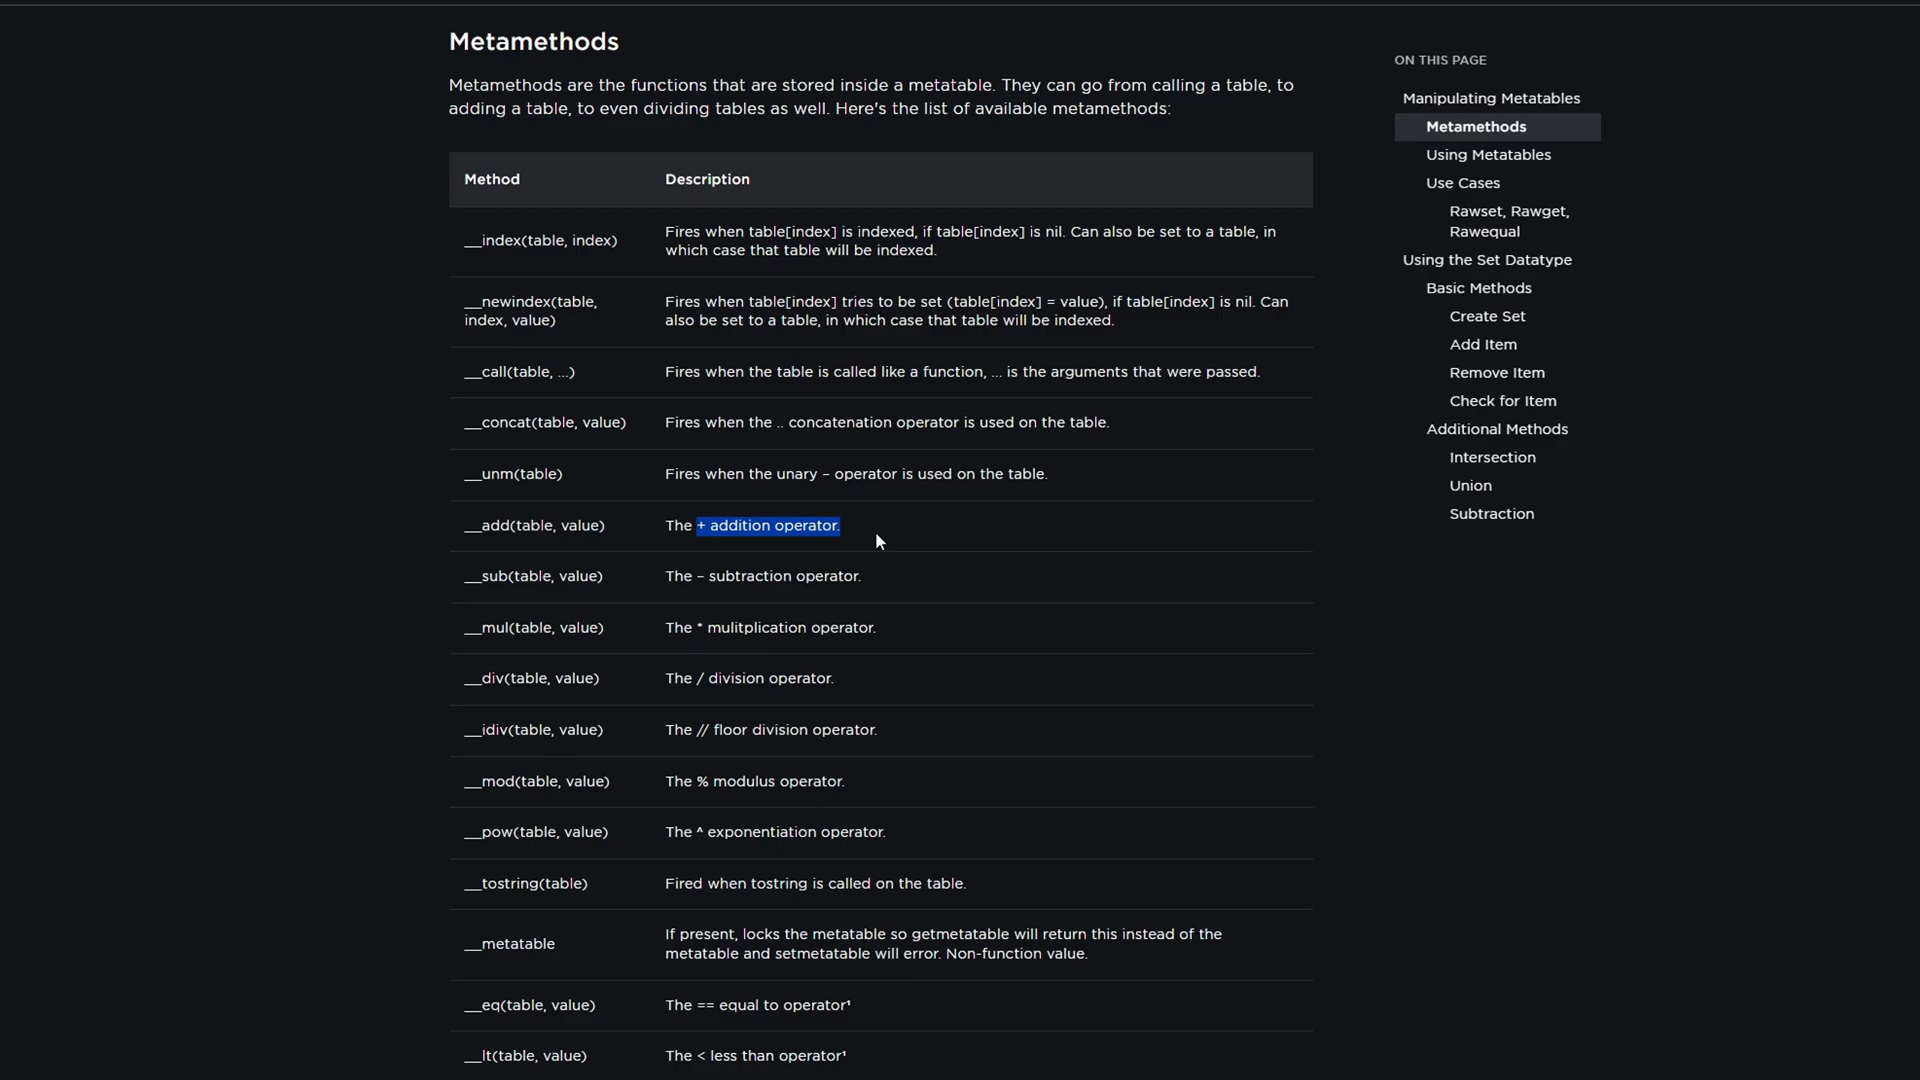 Metamethods
Metamethods are the functions that are stored inside a metatable. They can go from calling a table, to
adding a table, to even dividing tables as well. Here's the list of available metamethods:
Method Description
__index(table, index) Fires when table[index] is indexed, if table[index] is nil. Can also be set to a table, in
which case that table will be indexed.
__newindex(table, Fires when table[index] tries to be set (table[index] = value), if table[index] is nil. Can
index, value) also be set to a table, in which case that table will be indexed.
__call(table, ...) Fires when the table is called like a function, ... is the arguments that were passed.
__concat(table, value) Fires when the .. concatenation operator is used on the table.
__unm(table) Fires when the unary – operator is used on the table.
__add(table, value) The + addition operator.
__sub(table, value) The – subtraction operator.
__mul(table, value) The * mulitplication operator.
__div(table, value) The / division operator.
__idiv(table, value) The // floor division operator.
__mod(table, value) The % modulus operator.
__pow(table, value) The ^ exponentiation operator.
__tostring(table) Fired when tostring is called on the table.
__metatable If present, locks the metatable so getmetatable will return this instead of the
metatable and setmetatable will error. Non-function value.
__eq(table, value) The == equal to operator¹
__lt(table, value) The < less than operator¹
ON THIS PAGE
Manipulating Metatables
Metamethods
Using Metatables
Use Cases
Rawset, Rawget,
Rawequal
Using the Set Datatype
Basic Methods
Create Set
Add Item
Remove Item
Check for Item
Additional Methods
Intersection
Union
Subtraction